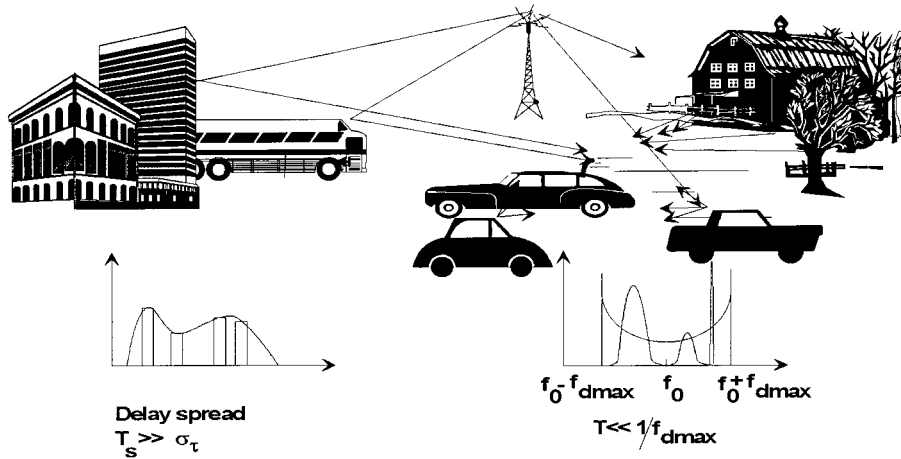 f0-fdmax f0 f0+fdmax
Delay spread
Ts>> στ
T<< 1/fdmax